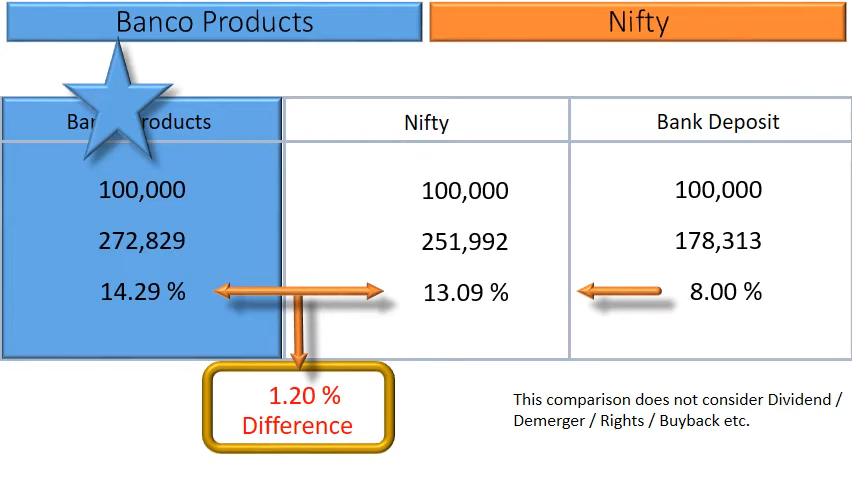 Banco Products
Nifty
Products
Nifty
Bank Deposit
100,000
100,000
100,000
272,829
251,992
178,313
14.29 %
13.09 %
8.00 %
1.20 %
Difference
This comparison does not consider Dividend /
Demerger / Rights / Buyback etc.